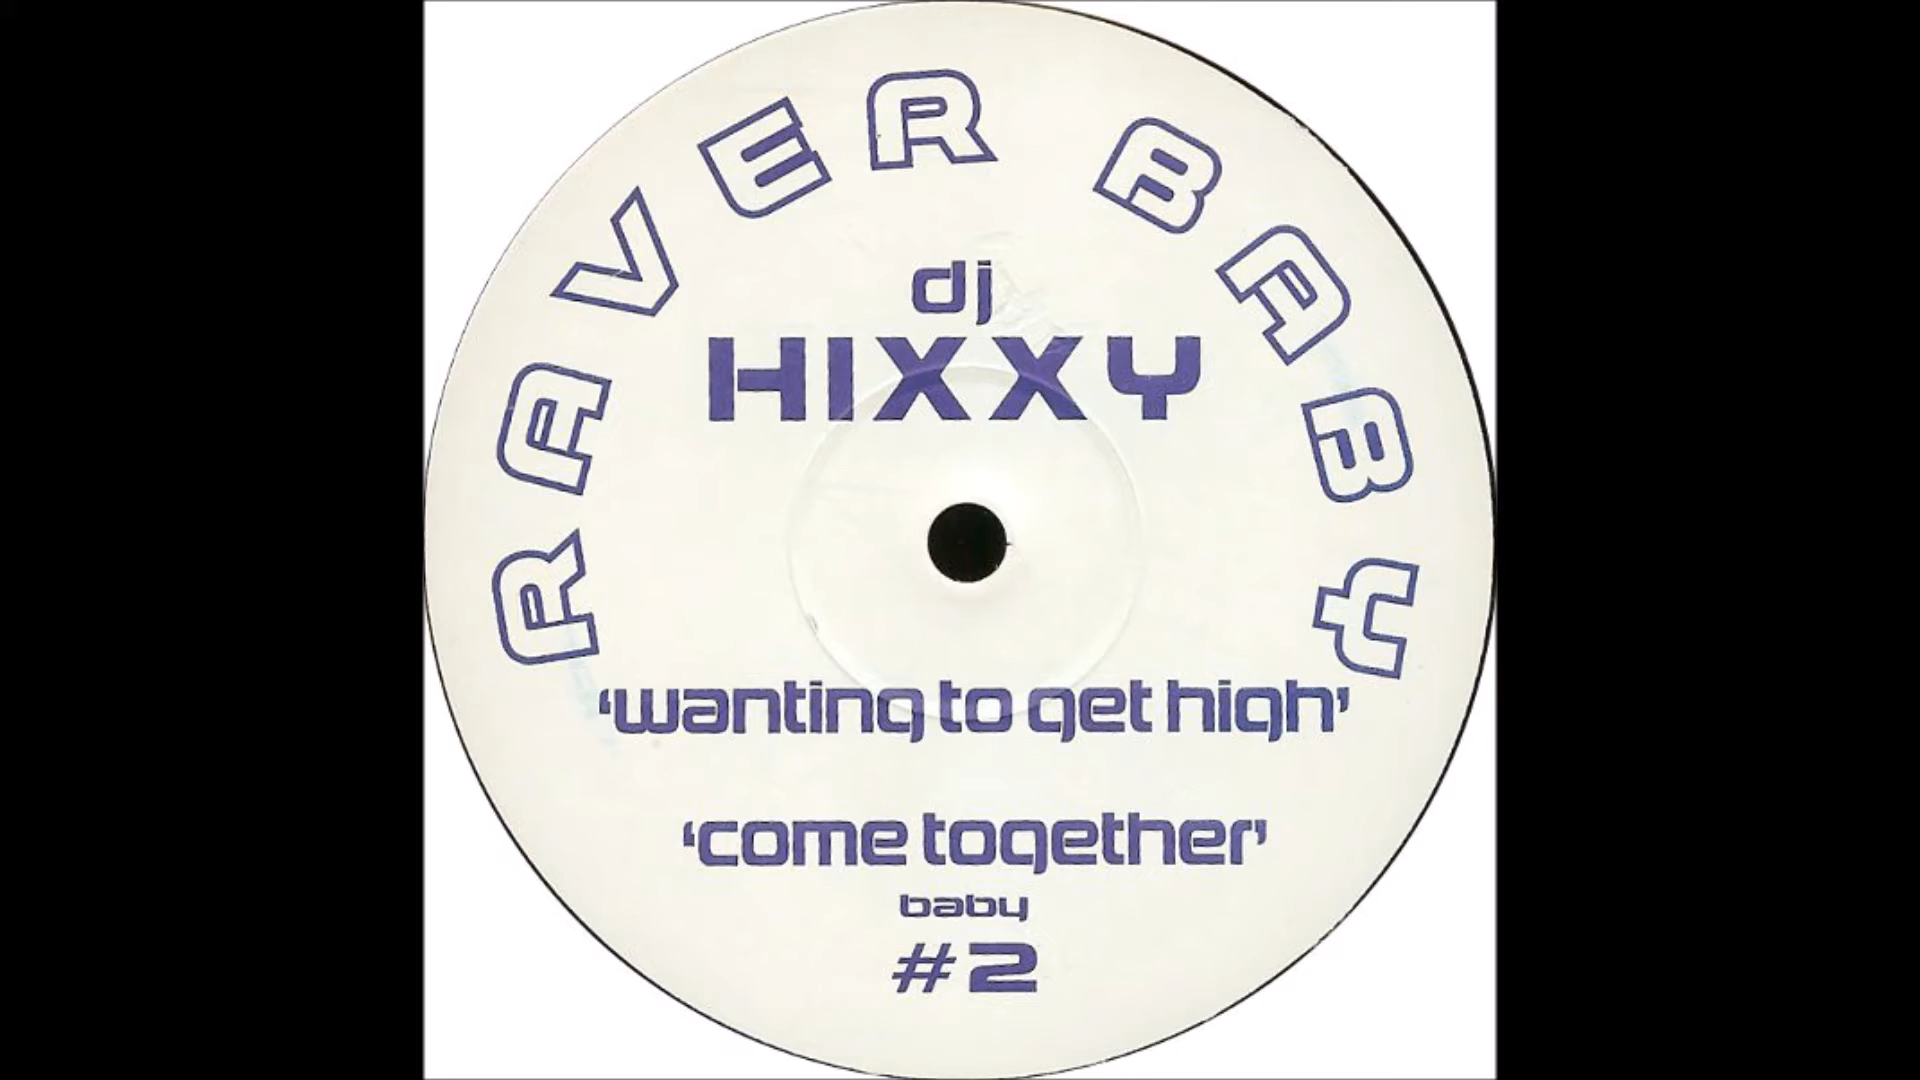 RAVER BABY
dj
HIXXY
‘wanting to get high’
‘come together’
baby
#2